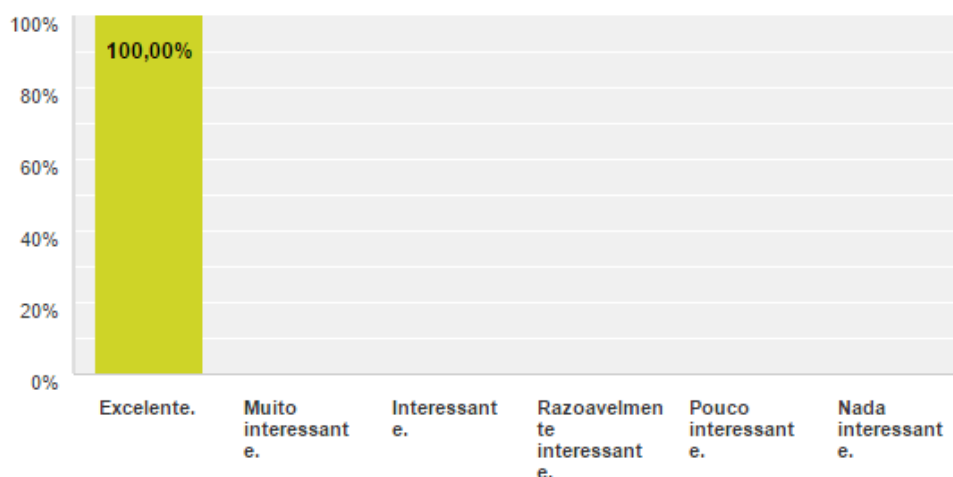 100%
100,00%
80%
60%
40%
20%
0%
Excelente.
Muito
interessant
e.
Interessant
e.
Razoavelmen
te
interessant
e.
Pouco
interessant
e.
Nada
interessant
e.